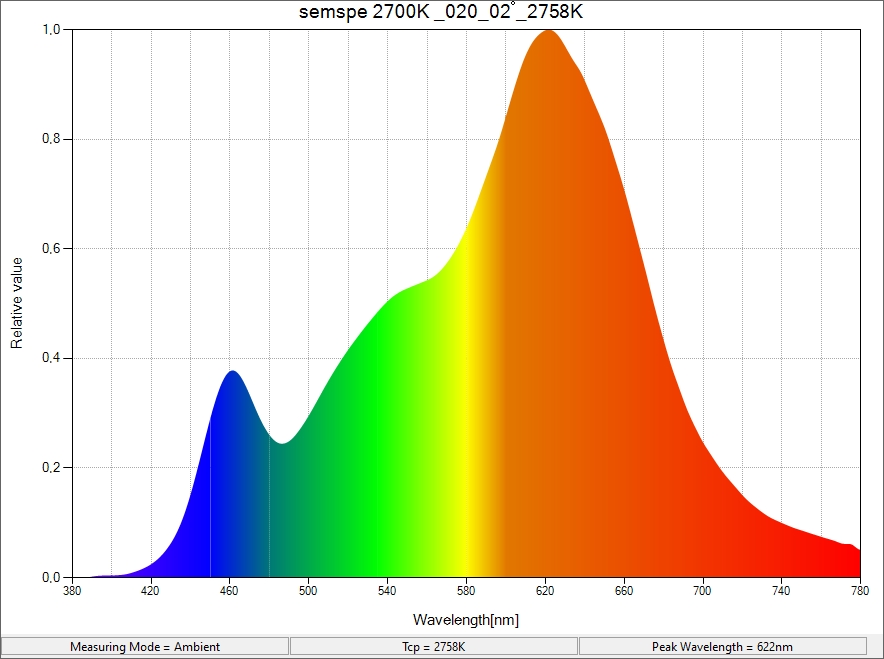 semspe 2700K _020_02°_2758K
1,0
0,8
0,6
0,4
0,2
0,0
Relative value
380 420 460 500 540 580 620 660 700 740 780
Wavelength[nm]
Measuring Mode = Ambient Tcp = 2758K Peak Wavelength = 622nm